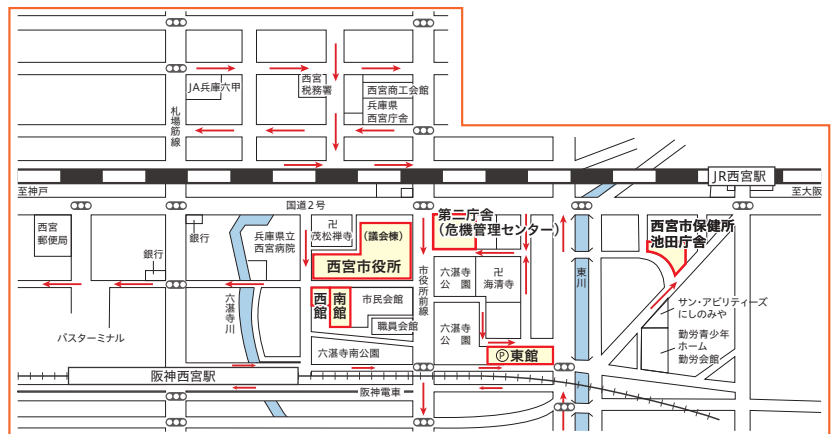 JA兵庫六甲
西宮
税務署
西宮商工会館
兵庫県
西宮庁舎
札場筋線
JR西宮駅
至神戸
国道2号
至大阪
西宮
郵便局
銀行
銀行
兵庫県立
西宮病院
卍
茂松禅寺
(議会棟)
西宮市役所
第二庁舎
(危機管理センター)
西宮市保健所
池田庁舎
六湛寺川
西館
南館
市民会館
職員会館
市役所前線
六湛寺
公園
卍
海清寺
東川
サン・アビリティーズ
にしのみや
勤労青少年
ホーム
勤労会館
バスターミナル
六湛寺南公園
六湛寺
公園
六湛寺
公園
Ⓟ東館
阪神西宮駅
阪神電車